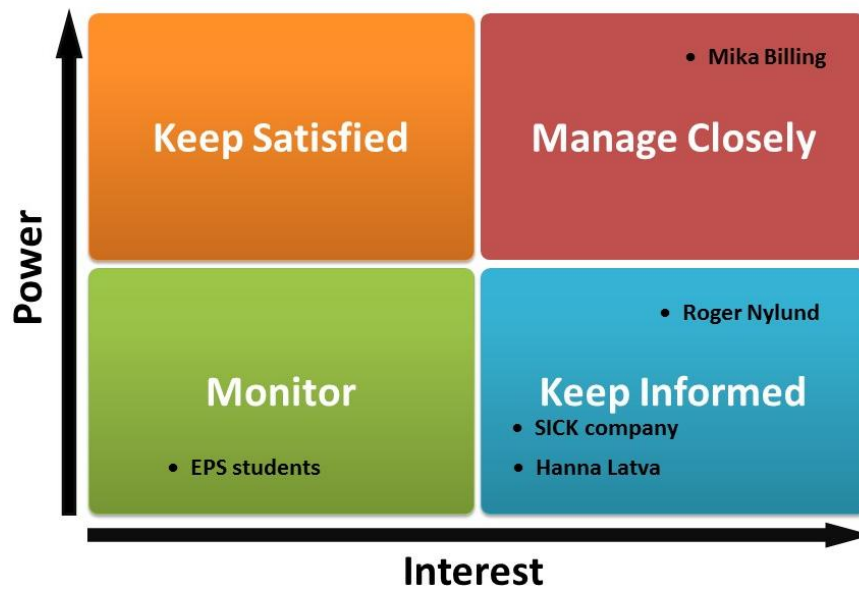 • Mika Billing
Keep Satisfied
Manage Closely
Power
• Roger Nylund
Monitor
Keep Informed
• SICK company
• EPS students
• Hanna Latva
Interest